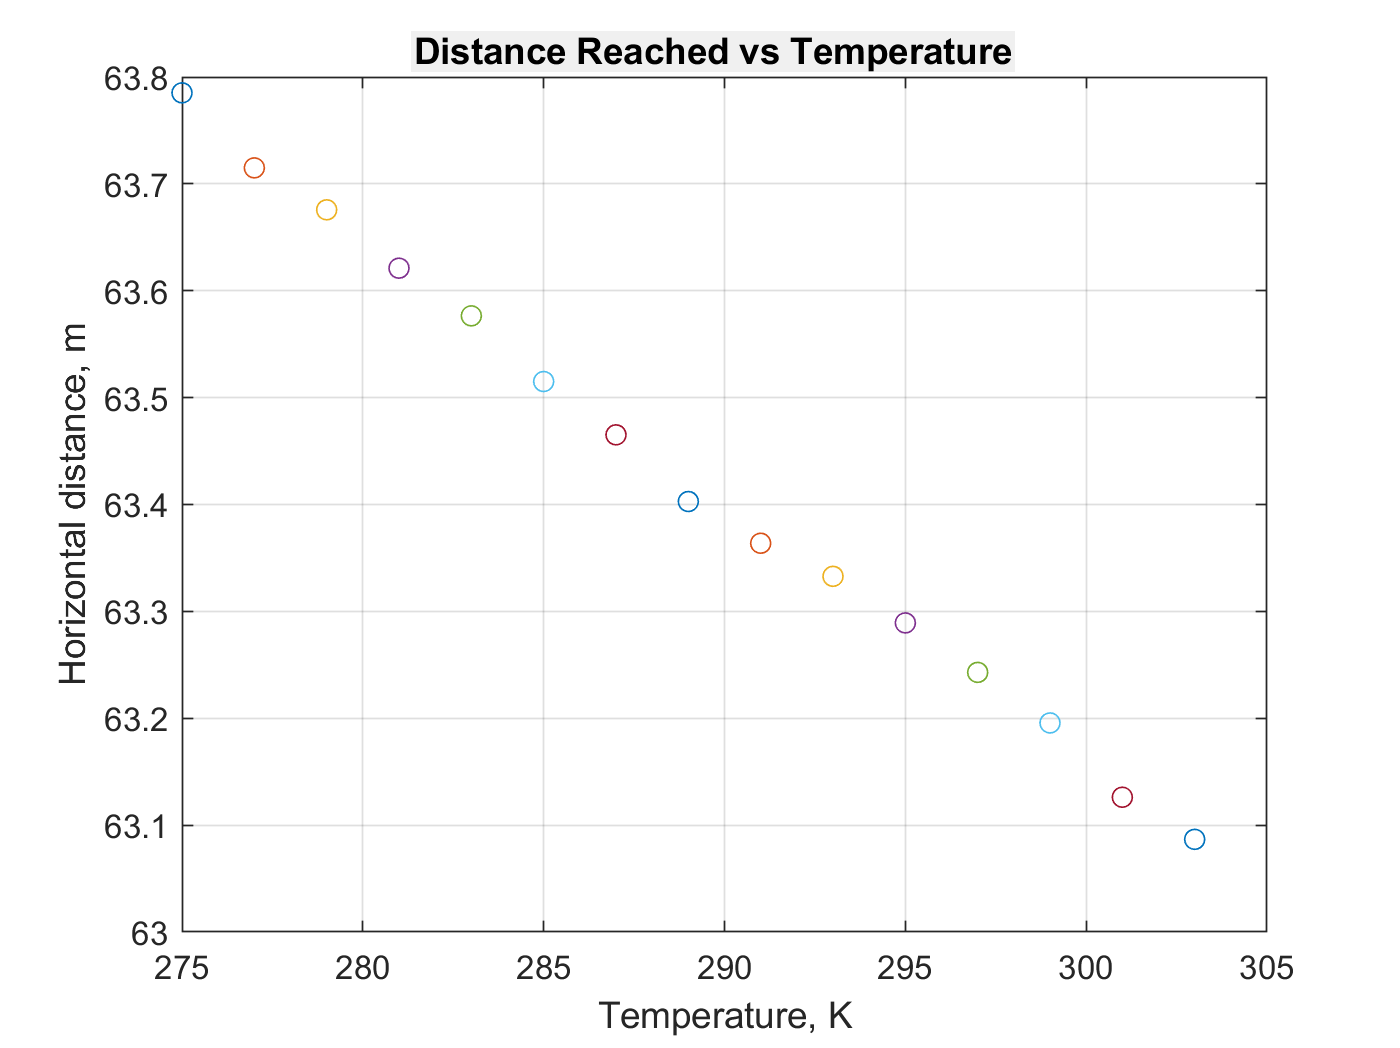 Distance Reached vs Temperature
63.8
63.7
63.6
63.5
63.4
63.3
63.2
63.1
63
Horizontal distance, m
275 280 285 290 295 300 305
Temperature, K